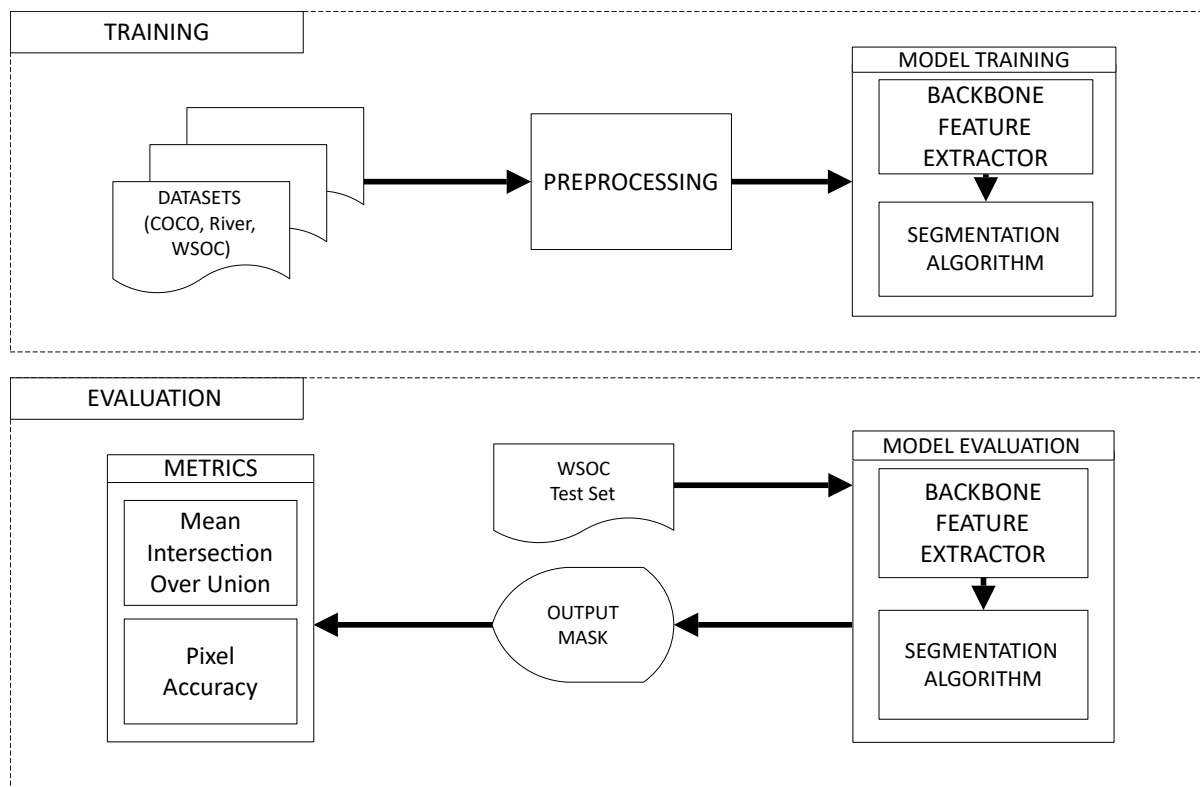 TRAINING
DATASETS
(COCO, River,
WSOC)
PREPROCESSING
MODEL TRAINING
BACKBONE
FEATURE
EXTRACTOR
SEGMENTATION
ALGORITHM
EVALUATION
METRICS
Mean
Intersection
Over Union
Pixel
Accuracy
WSOC
Test Set
OUTPUT
MASK
MODEL EVALUATION
BACKBONE
FEATURE
EXTRACTOR
SEGMENTATION
ALGORITHM